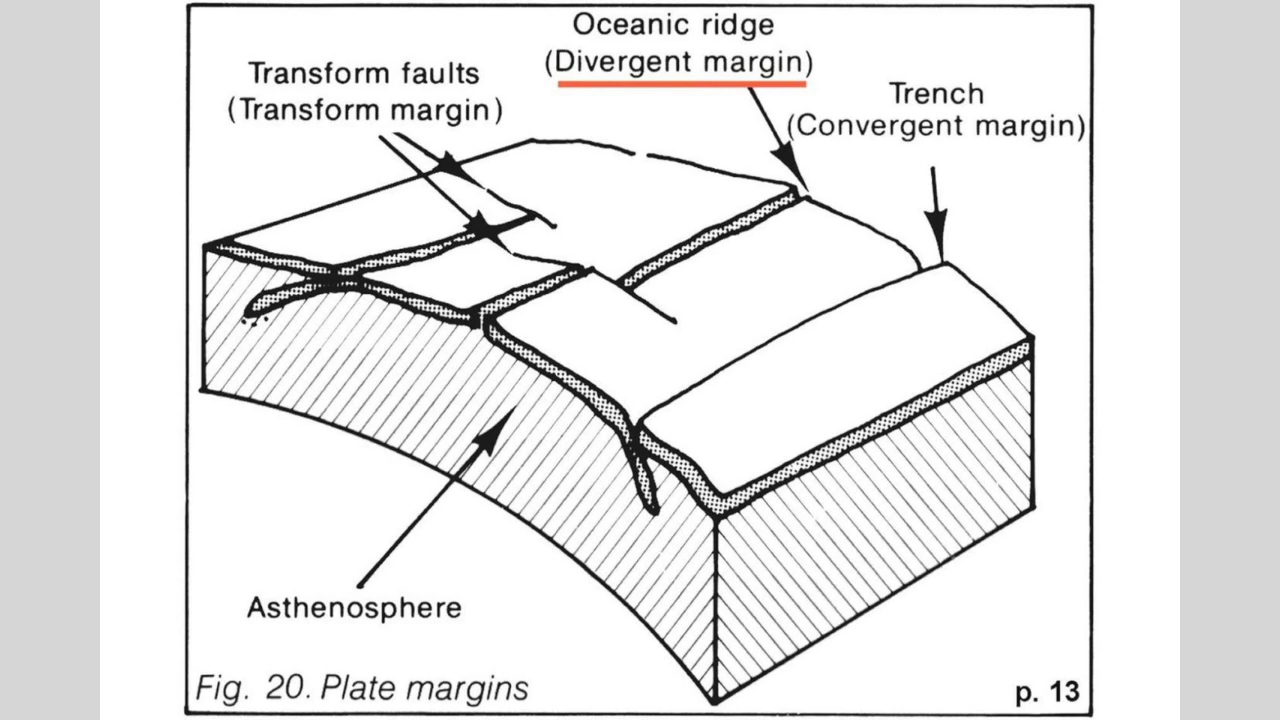 Oceanic ridge
(Divergent margin)
Transform faults
(Transform margin)
Trench
(Convergent margin)
Asthenosphere
Fig. 20. Plate margins
p. 13